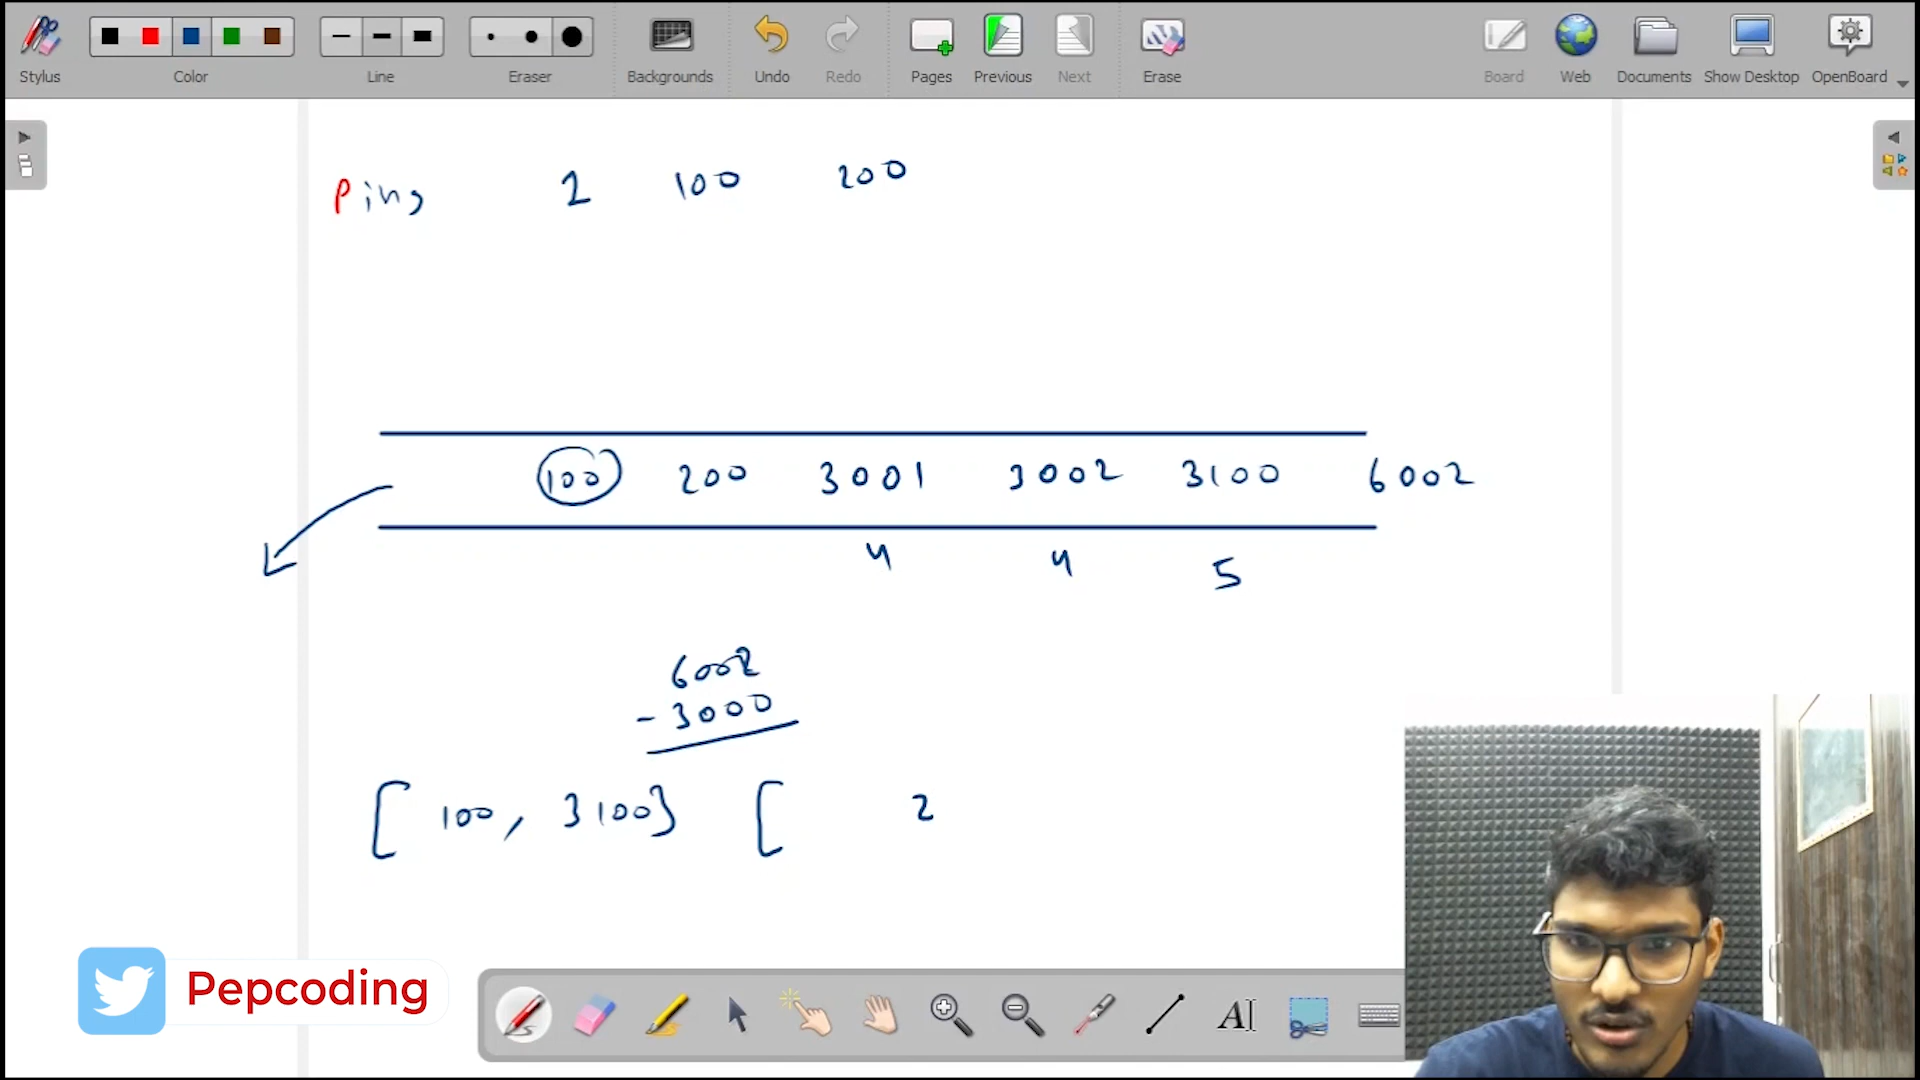 Stylus Color Line Eraser Backgrounds Undo Redo Pages Previous Next Erase Board Web Documents Show Desktop OpenBoard
Ping 2 100 200
100 200 3001 3002 3100 6002
4 4 5
6002
- 3000
[ 100, 3100] [ 2
Pepcoding
AI